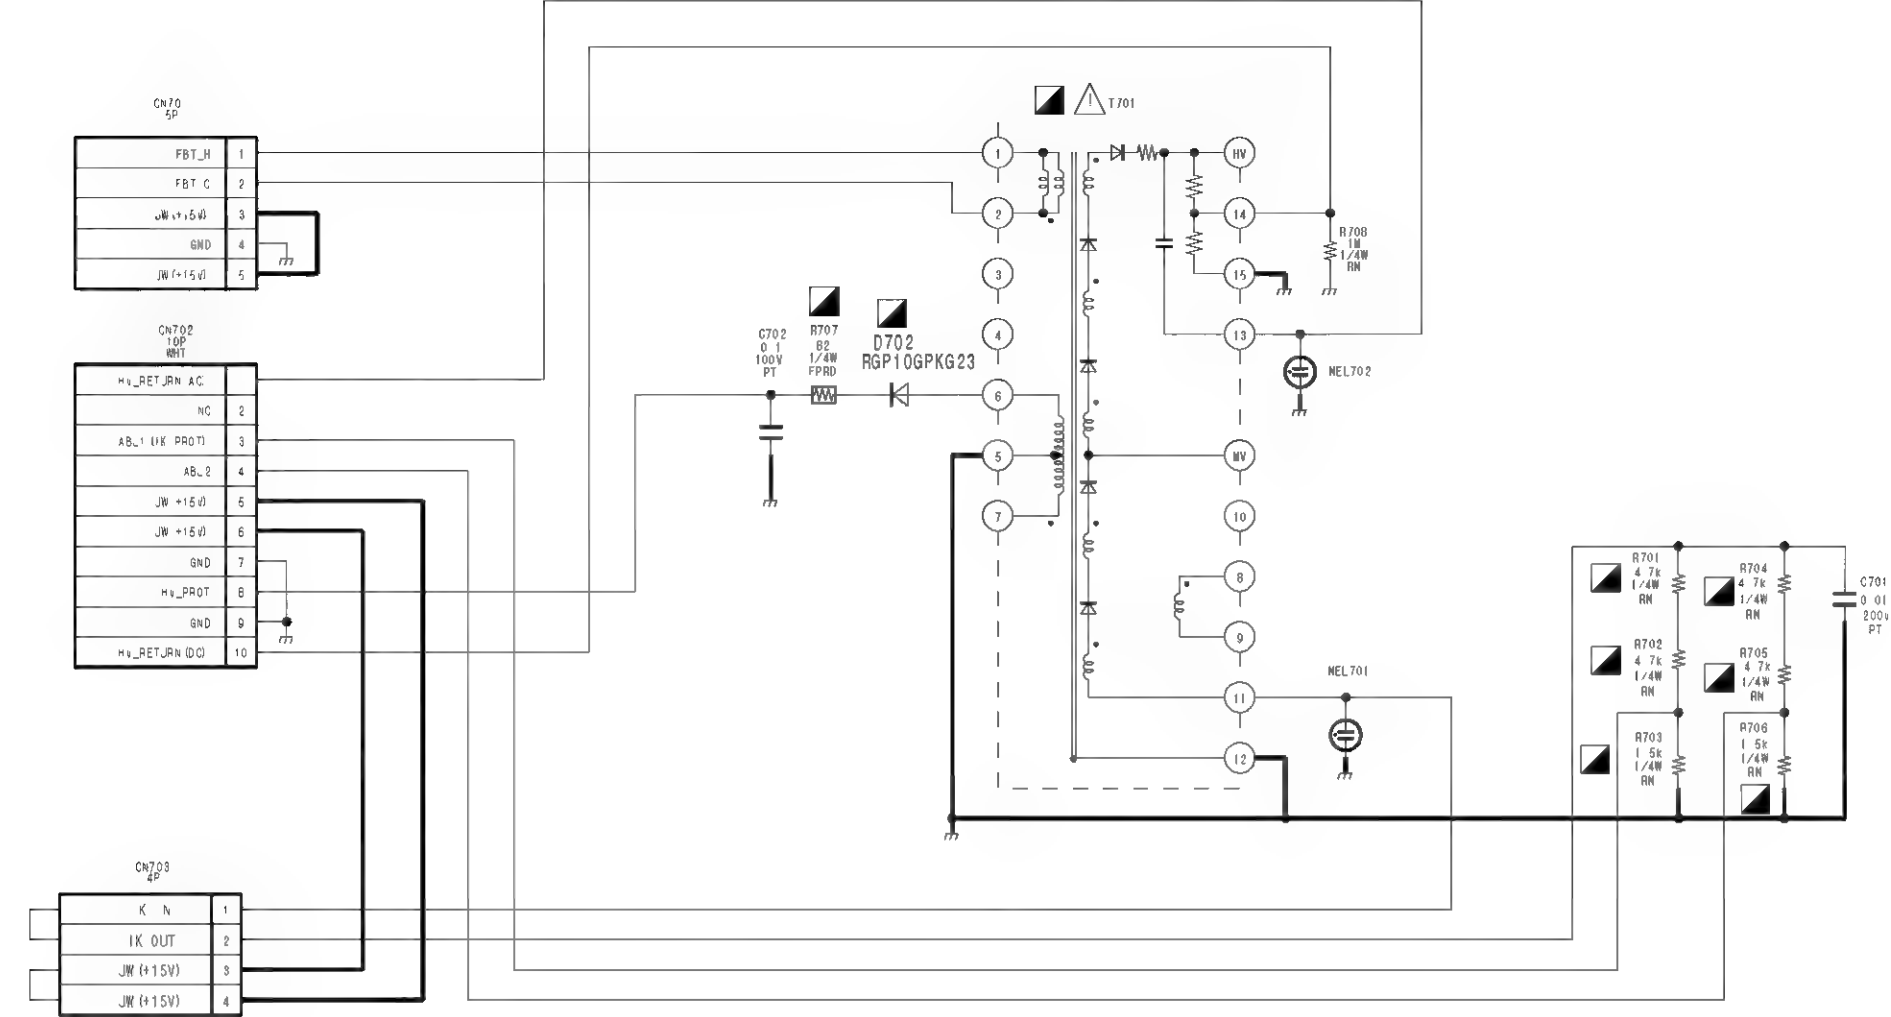 CN70
5P
FBT_H 1
FBT C 2
JW(+15V) 3
GND 4
JW(+15V) 5
CN702
10P
WHT
HV_RETURN AC
NC 2
ABL1 (IK PROT) 3
ABL2 4
JW +15V) 5
JW +15V) 6
GND 7
HV_PROT 8
GND 9
HV_RETURN (DC) 10
CN703
4P
K N 1
IK OUT 2
JW (+15V) 3
JW (+15V) 4
C702
0 1
100V
PT
R707
82
1/4W
FPRD
D702
RGP10GPKG23
! T701
1
2
3
4
6
5
7
HV
14
15
13
MV
10
8
9
11
12
R708
1M
1/4W
RN
NEL702
NEL701
R701
4 7k
1/4W
RN
R702
4 7k
1/4W
RN
R703
1 5k
1/4W
RN
R704
4 7k
1/4W
RN
R705
4 7k
1/4W
RN
R706
1 5k
1/4W
RN
C701
0 01
200V
PT